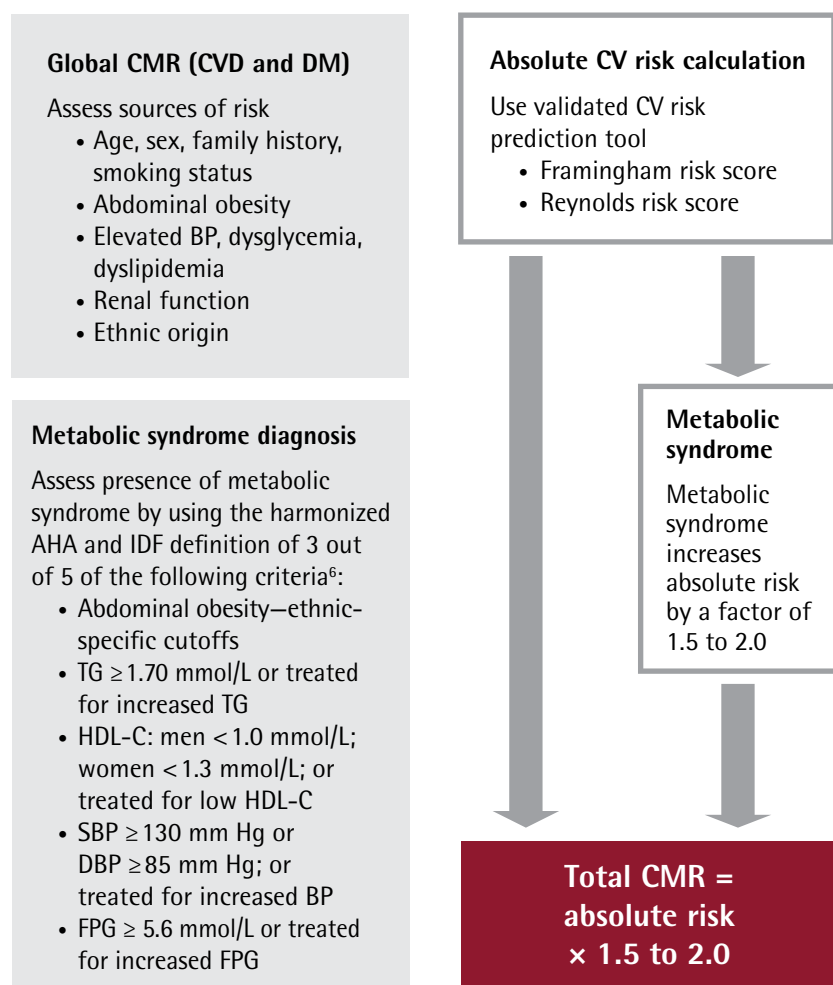 Global CMR (CVD and DM)
Assess sources of risk
• Age, sex, family history,
smoking status
• Abdominal obesity
• Elevated BP, dysglycemia,
dyslipidemia
• Renal function
• Ethnic origin
Metabolic syndrome diagnosis
Assess presence of metabolic
syndrome by using the harmonized
AHA and IDF definition of 3 out
of 5 of the following criteria⁶:
• Abdominal obesity—ethnic-
specific cutoffs
• TG ≥1.70 mmol/L or treated
for increased TG
• HDL-C: men <1.0 mmol/L;
women <1.3 mmol/L; or
treated for low HDL-C
• SBP ≥130 mm Hg or
DBP ≥85 mm Hg; or
treated for increased BP
• FPG ≥ 5.6 mmol/L or treated
for increased FPG
Absolute CV risk calculation
Use validated CV risk
prediction tool
• Framingham risk score
• Reynolds risk score
Metabolic
syndrome
Metabolic
syndrome
increases
absolute risk
by a factor of
1.5 to 2.0
Total CMR =
absolute risk
× 1.5 to 2.0